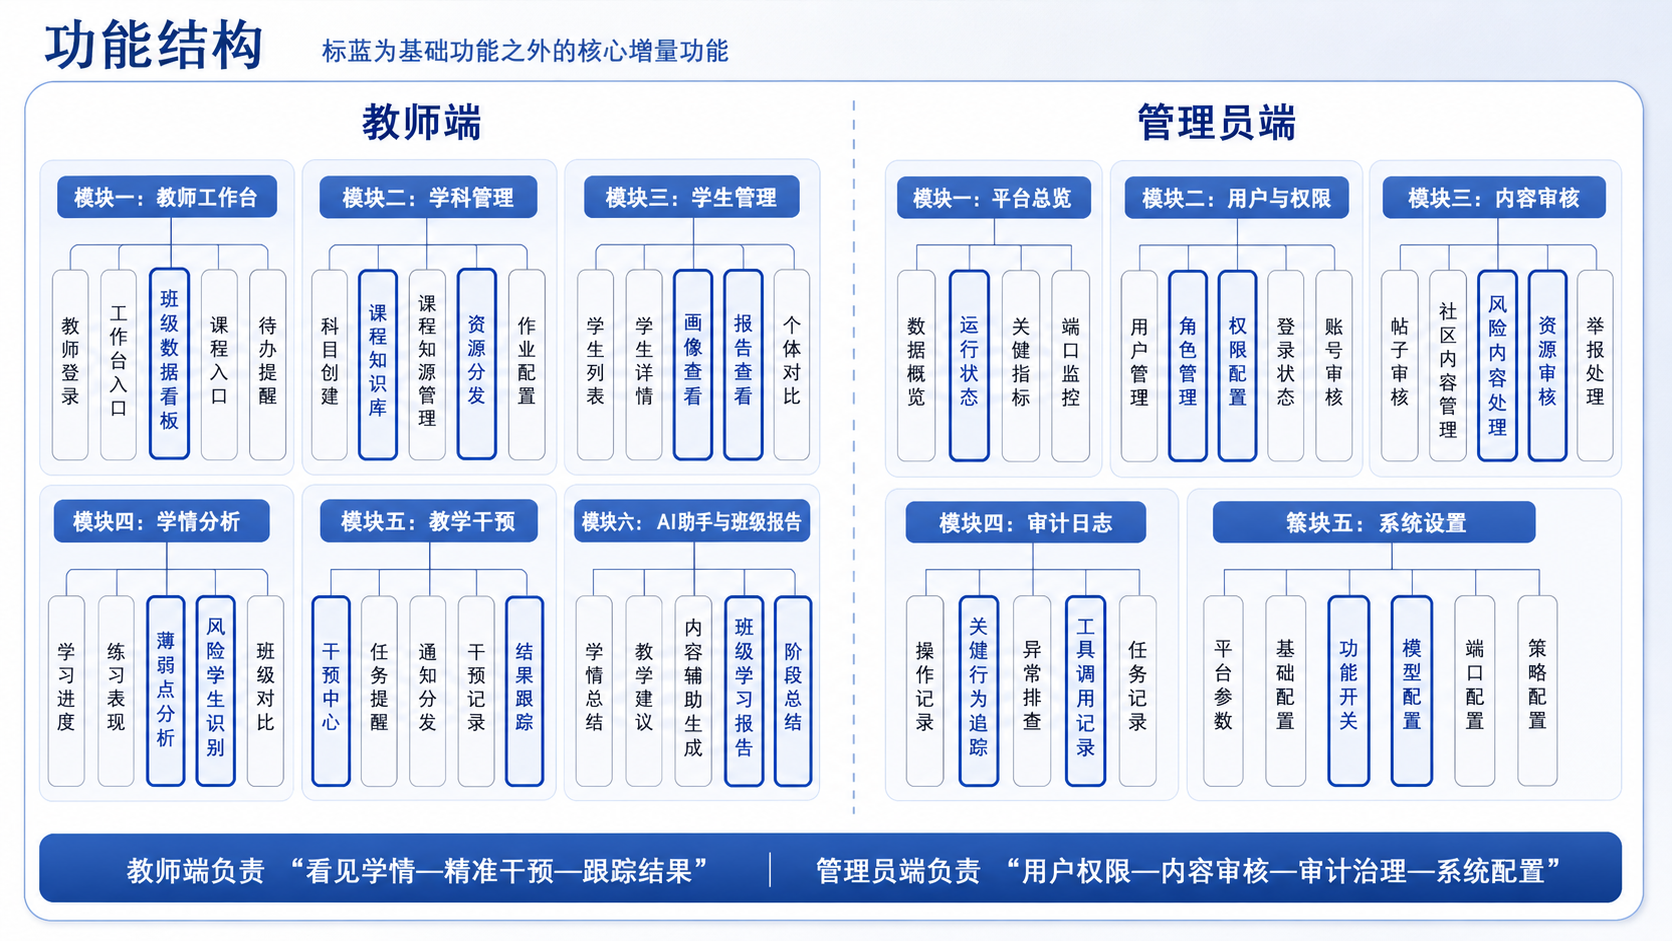 功能结构
标蓝为基础功能之外的核心增量功能
教师端
模块一：教师工作台
教师登录
工作台入口
班级数据看板
课程入口
待办提醒
模块二：学科管理
科目创建
课程知识库
课程知源管理
资源分发
作业配置
模块三：学生管理
学生列表
学生详情
画像查看
报告查看
个体对比
模块四：学情分析
学习进度
练习表现
薄弱点分析
风险学生识别
班级对比
模块五：教学干预
干预中心
任务提醒
通知分发
干预记录
结果跟踪
模块六：AI助手与班级报告
学情总结
教学建议
内容辅助生成
班级学习报告
阶段总结
管理员端
模块一：平台总览
数据概览
运行状态
关健指标
端口监控
模块二：用户与权限
用户管理
角色管理
权限配置
登录状态
账号审核
模块三：内容审核
帖子审核
社区内容管理
风险内容处理
资源审核
举报处理
模块四：审计日志
操作记录
关健行为追踪
异常排查
工具调用记录
任务记录
块五：系统设置
平台参数
基础配置
功能开关
模型配置
端口配置
策略配置
教师端负责 “看见学情—精准干预—跟踪结果”
管理员端负责 “用户权限—内容审核—审计治理—系统配置”